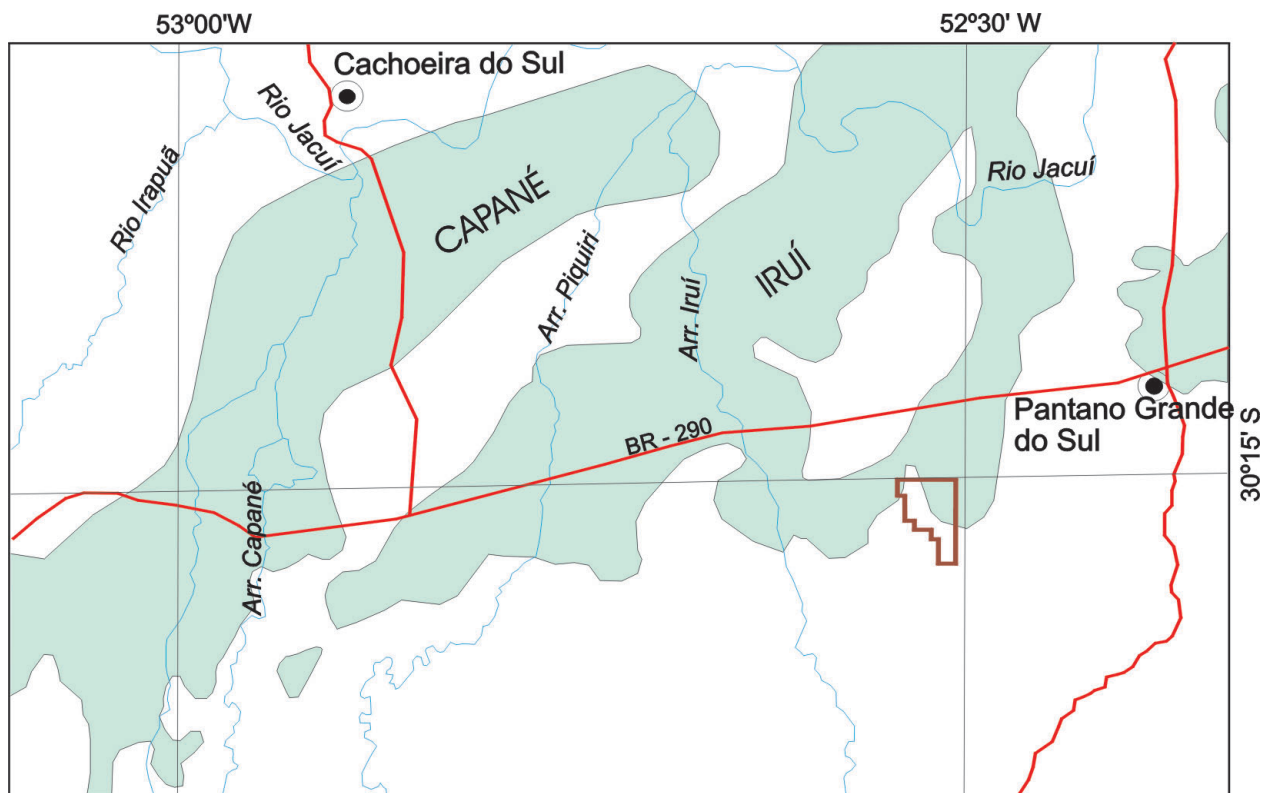 53º00'W
52º30' W
Cachoeira do Sul
Rio Jacuí
Rio Irapuã
CAPANÉ
Rio Jacuí
Arr. Piquiri
IRUÍ
Arr. Iruí
Pantano Grande
do Sul
BR - 290
30º15' S
Arr. Capané